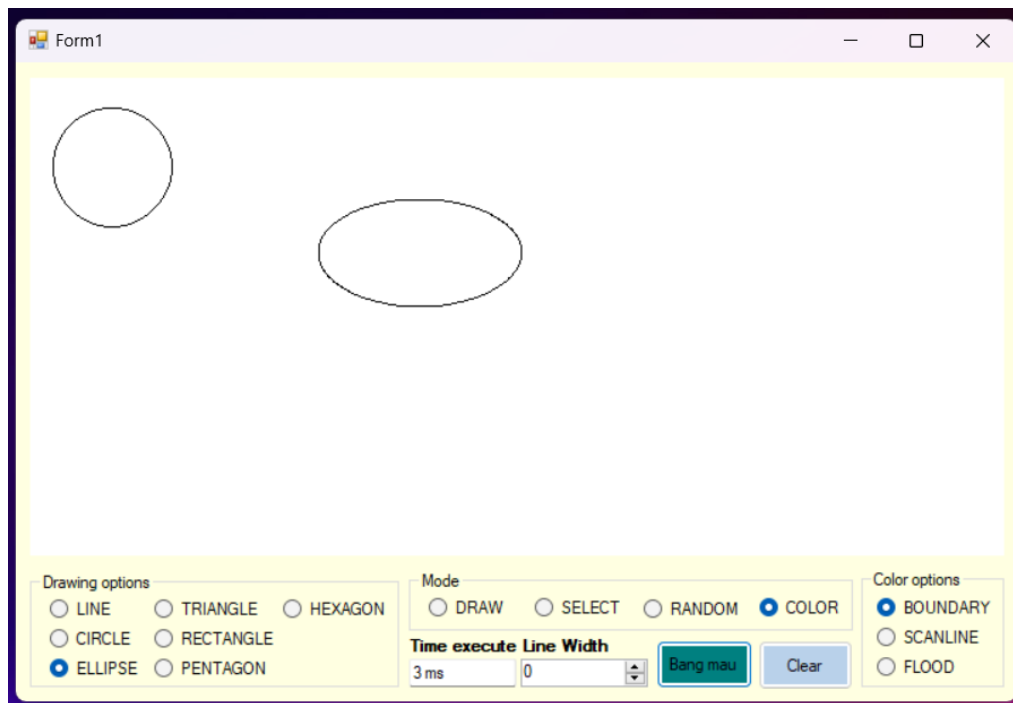 Form1
Drawing options
LINE TRIANGLE HEXAGON
CIRCLE RECTANGLE
ELLIPSE PENTAGON
Mode
DRAW SELECT RANDOM COLOR
Time execute Line Width
3 ms 0
Bang mau Clear
Color options
BOUNDARY
SCANLINE
FLOOD